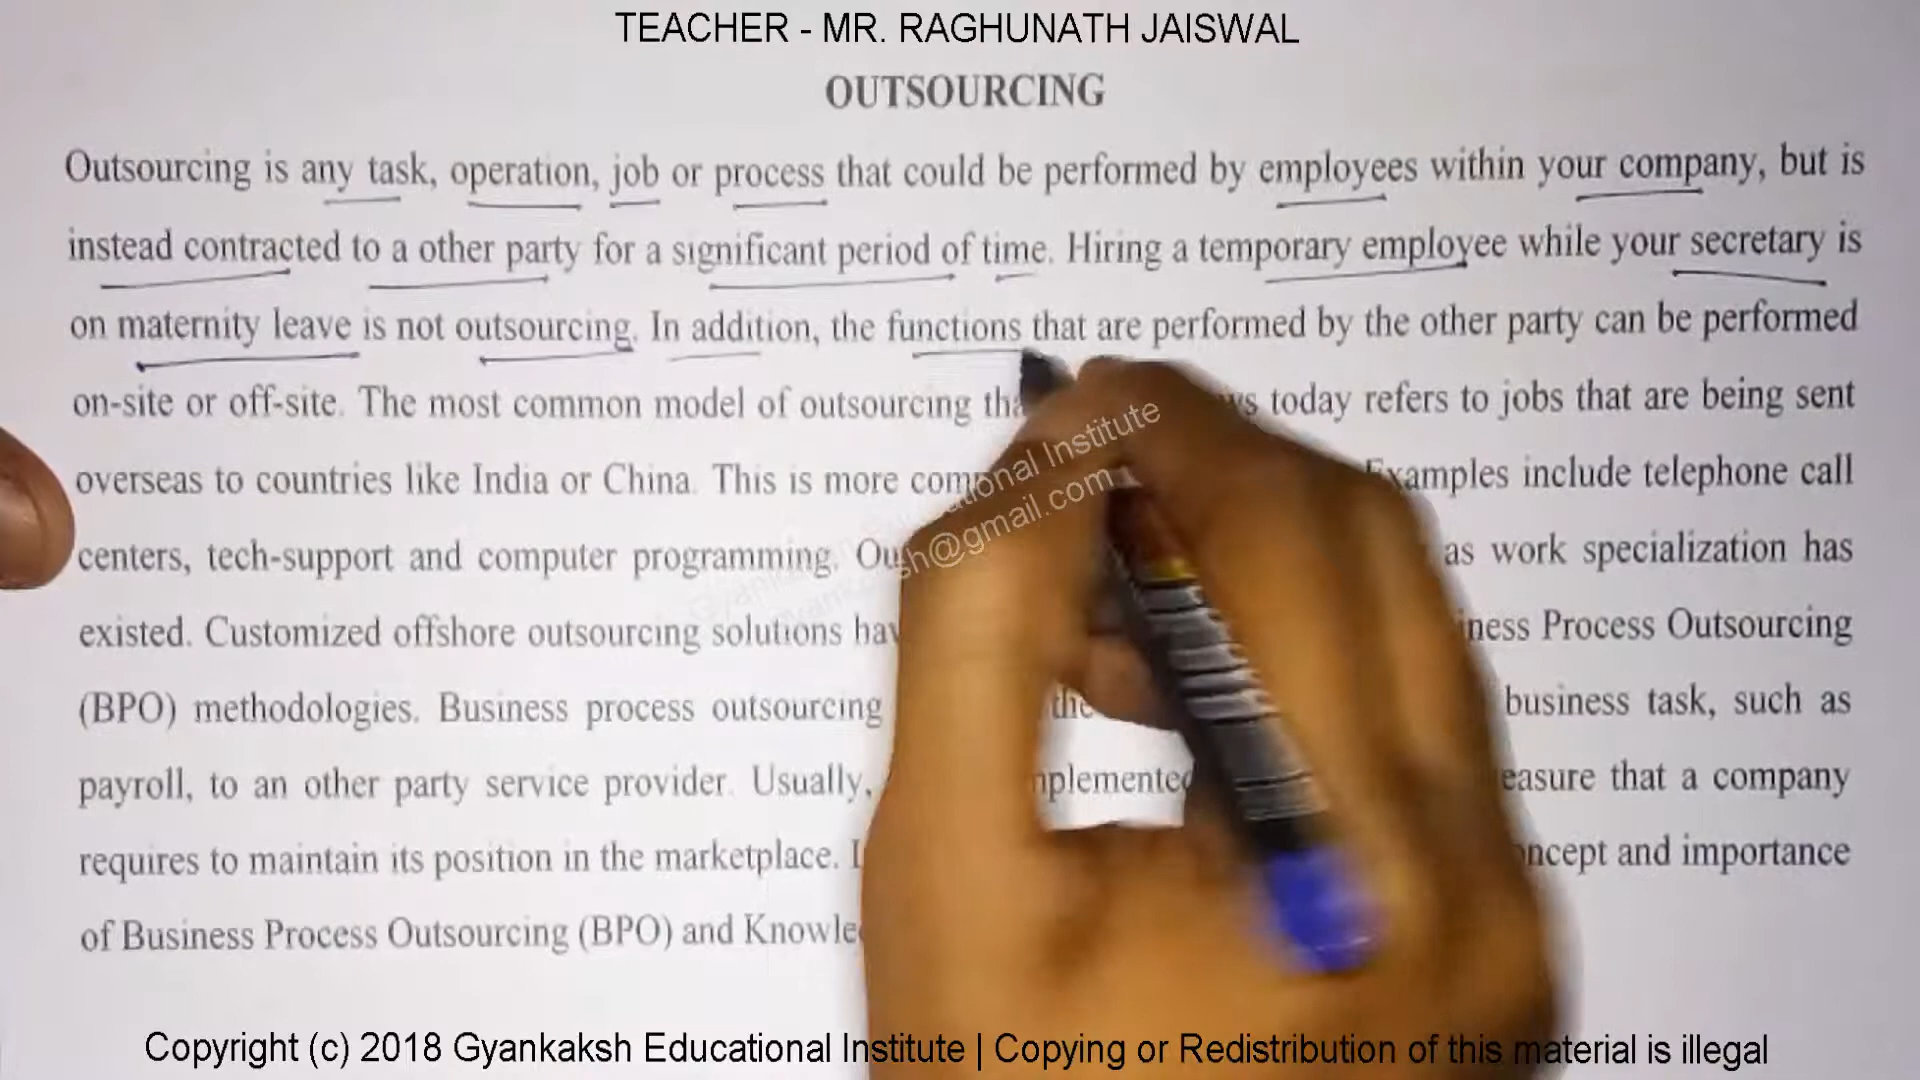 TEACHER - MR. RAGHUNATH JAISWAL
OUTSOURCING
Outsourcing is any task, operation, job or process that could be performed by employees within your company, but is
instead contracted to a other party for a significant period of time. Hiring a temporary employee while your secretary is
on maternity leave is not outsourcing. In addition, the functions that are performed by the other party can be performed
on-site or off-site. The most common model of outsourcing today refers to jobs that are being sent
overseas to countries like India or China. This is more Examples include telephone call
centers, tech-support and computer programming. as work specialization has
existed. Customized offshore outsourcing solutions Process Outsourcing
(BPO) methodologies. Business process outsourcing business task, such as
payroll, to an other party service provider. Usually, that a company
requires to maintain its position in the marketplace. and importance
of Business Process Outsourcing (BPO) and
Institute
@gmail.com
Copyright (c) 2018 Gyankaksh Educational Institute | Copying or Redistribution of this material is illegal